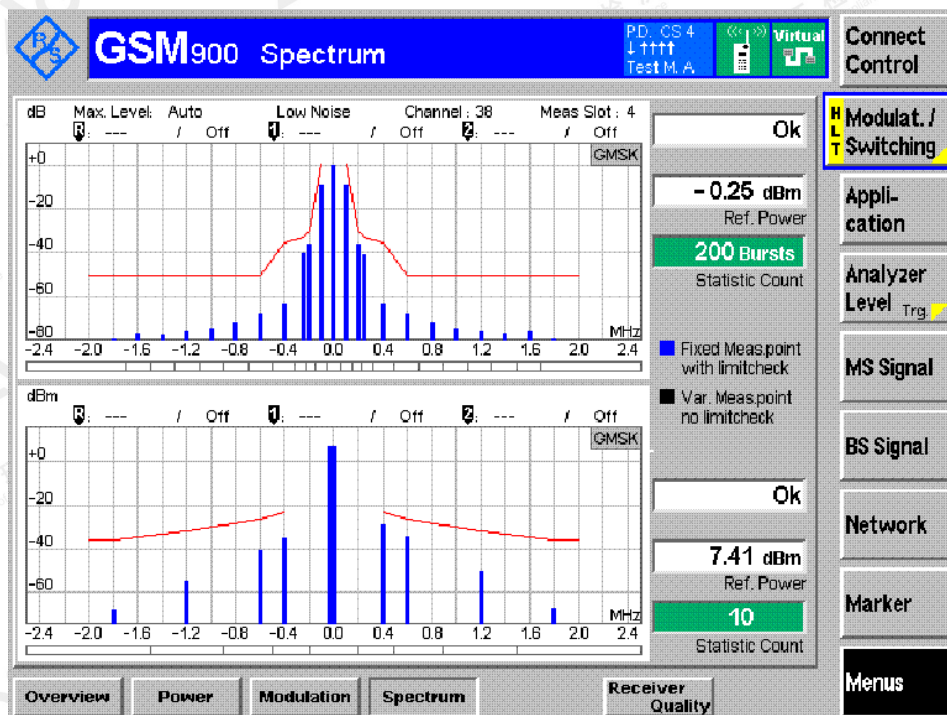 R&S
GSM900 Spectrum
P.D. CS 4
↓↑↑↑↑
Test M. A.
Virtual
Connect Control
HLT
Modulat. / Switching
Appli-cation
Analyzer Level Trg.
MS Signal
BS Signal
Network
Marker
Menus
dB Max. Level: Auto Low Noise Channel : 38 Meas Slot : 4
R: --- / Off 1: --- / Off 2: --- / Off
GMSK
+0
-20
-40
-60
-80
MHz
-2.4 -2.0 -1.6 -1.2 -0.8 -0.4 0.0 0.4 0.8 1.2 1.6 2.0 2.4
Ok
- 0.25 dBm
Ref. Power
200 Bursts
Statistic Count
Fixed Meas.point
with limitcheck
Var. Meas.point
no limitcheck
dBm
R: --- / Off 1: --- / Off 2: --- / Off
GMSK
+0
-20
-40
-60
MHz
-2.4 -2.0 -1.6 -1.2 -0.8 -0.4 0.0 0.4 0.8 1.2 1.6 2.0 2.4
Ok
7.41 dBm
Ref. Power
10
Statistic Count
Overview Power Modulation Spectrum Receiver Quality